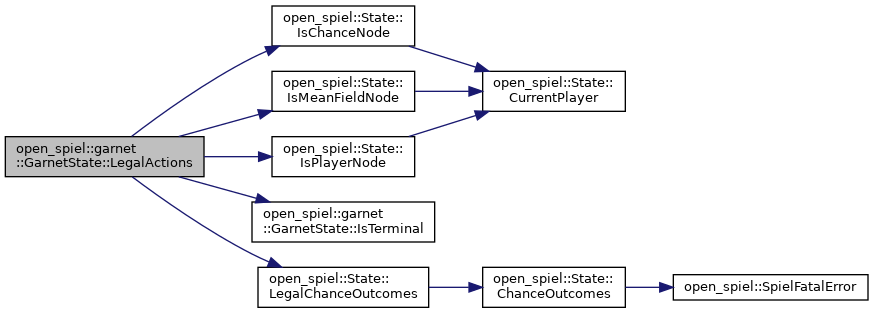 open_spiel::State::
IsChanceNode
open_spiel::State::
IsMeanFieldNode
open_spiel::State::
CurrentPlayer
open_spiel::garnet
::GarnetState::LegalActions
open_spiel::State::
IsPlayerNode
open_spiel::garnet
::GarnetState::IsTerminal
open_spiel::State::
LegalChanceOutcomes
open_spiel::State::
ChanceOutcomes
open_spiel::SpielFatalError